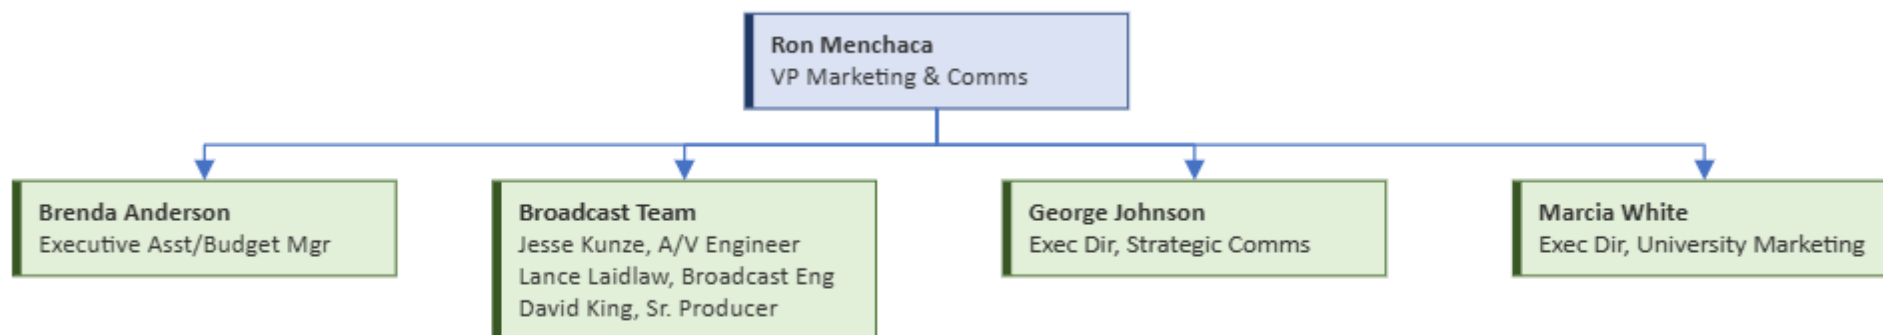 Ron Menchaca
VP Marketing & Comms
Brenda Anderson
Executive Asst/Budget Mgr
Broadcast Team
Jesse Kunze, A/V Engineer
Lance Laidlaw, Broadcast Eng
David King, Sr. Producer
George Johnson
Exec Dir, Strategic Comms
Marcia White
Exec Dir, University Marketing